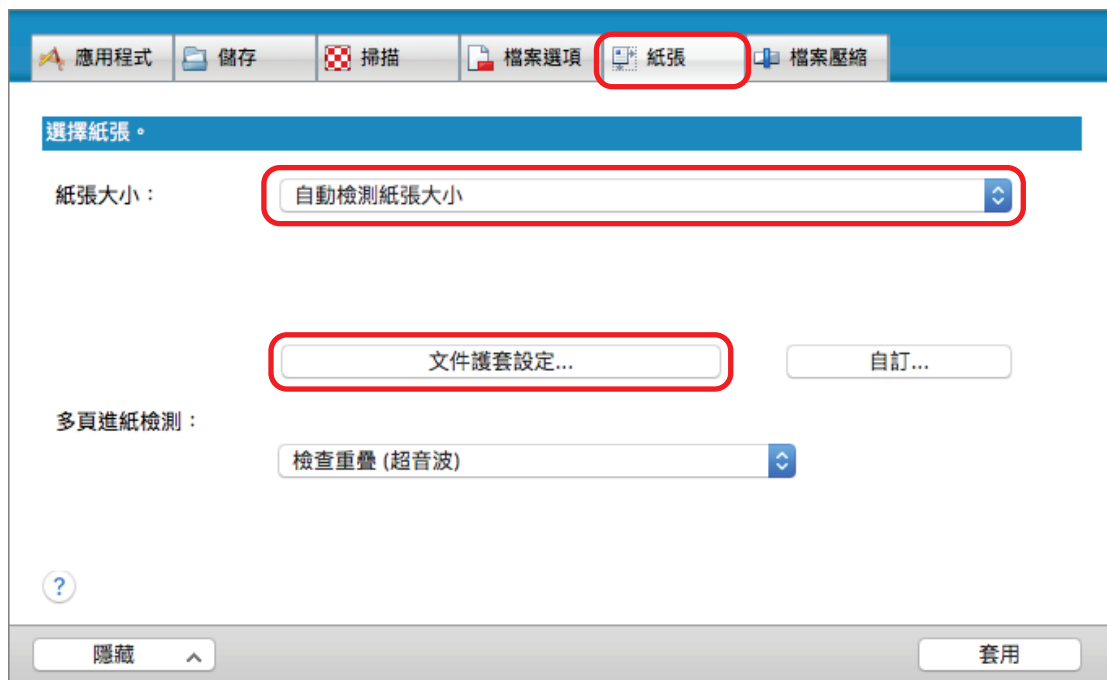 應用程式 儲存 掃描 檔案選項 紙張 檔案壓縮
選擇紙張。
紙張大小： 自動檢測紙張大小
文件護套設定... 自訂...
多頁進紙檢測：
檢查重疊 (超音波)
?
隱藏 套用